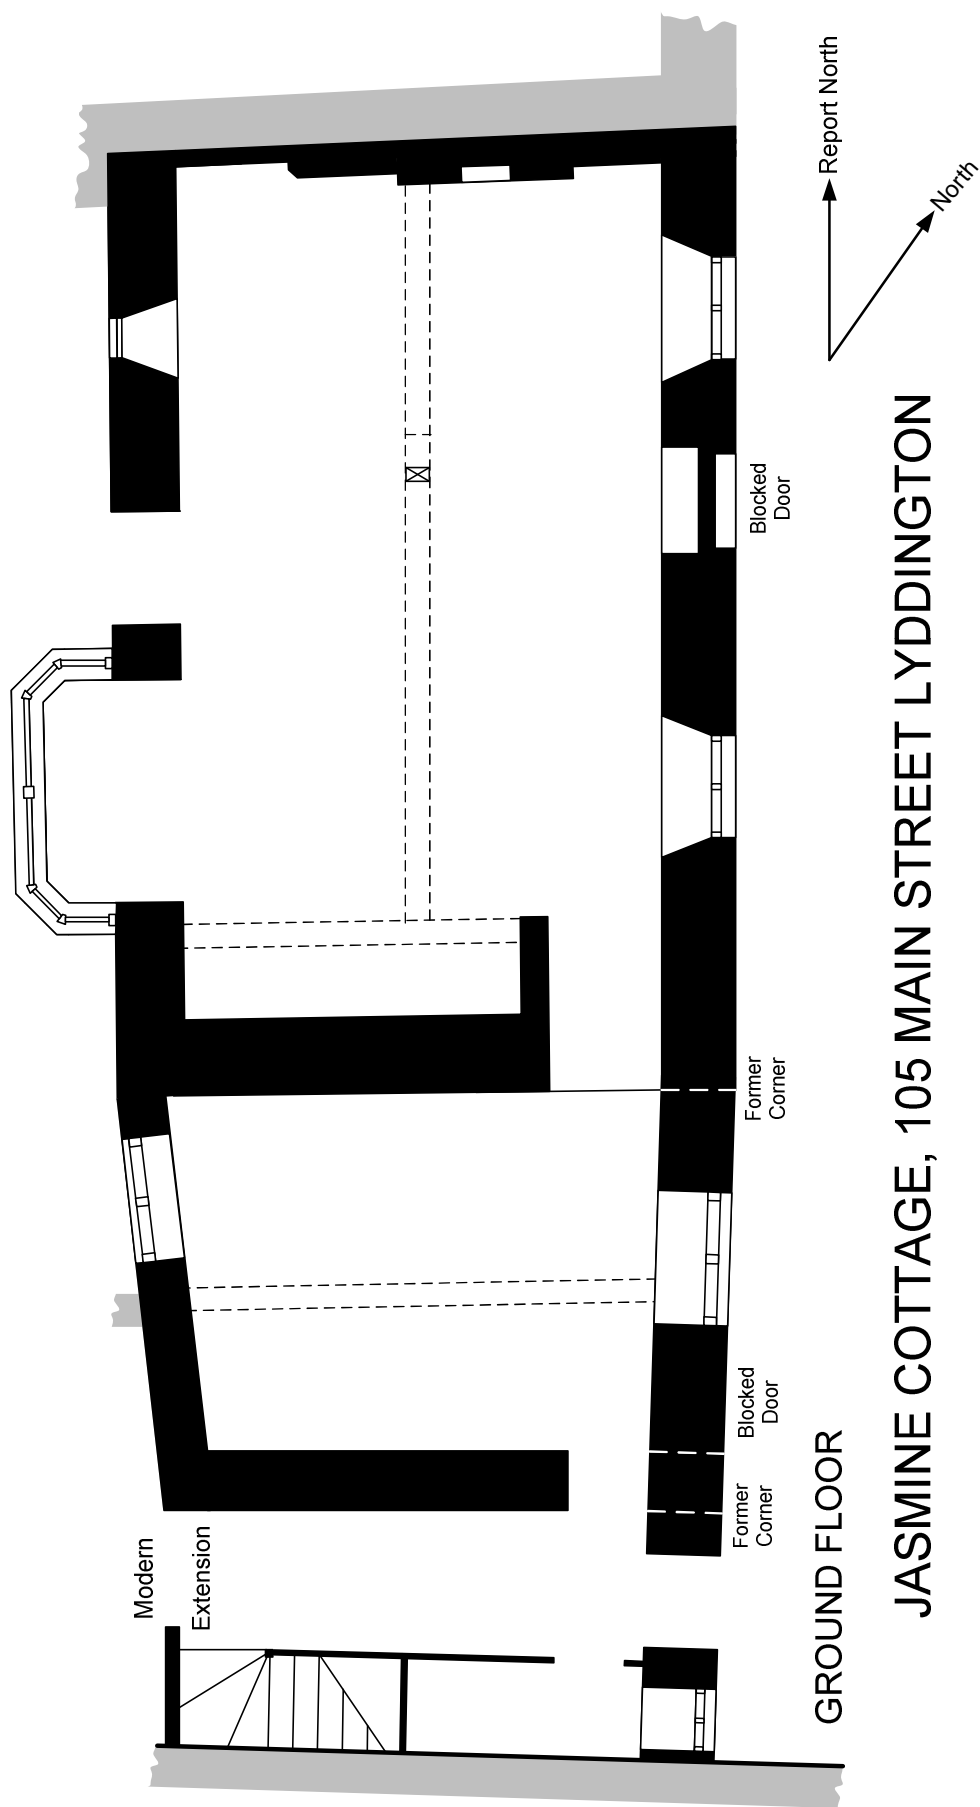 Report North
North
Blocked
Door
Former
Corner
Blocked
Door
Former
Corner
Modern
Extension
GROUND FLOOR
JASMINE COTTAGE, 105 MAIN STREET LYDDINGTON